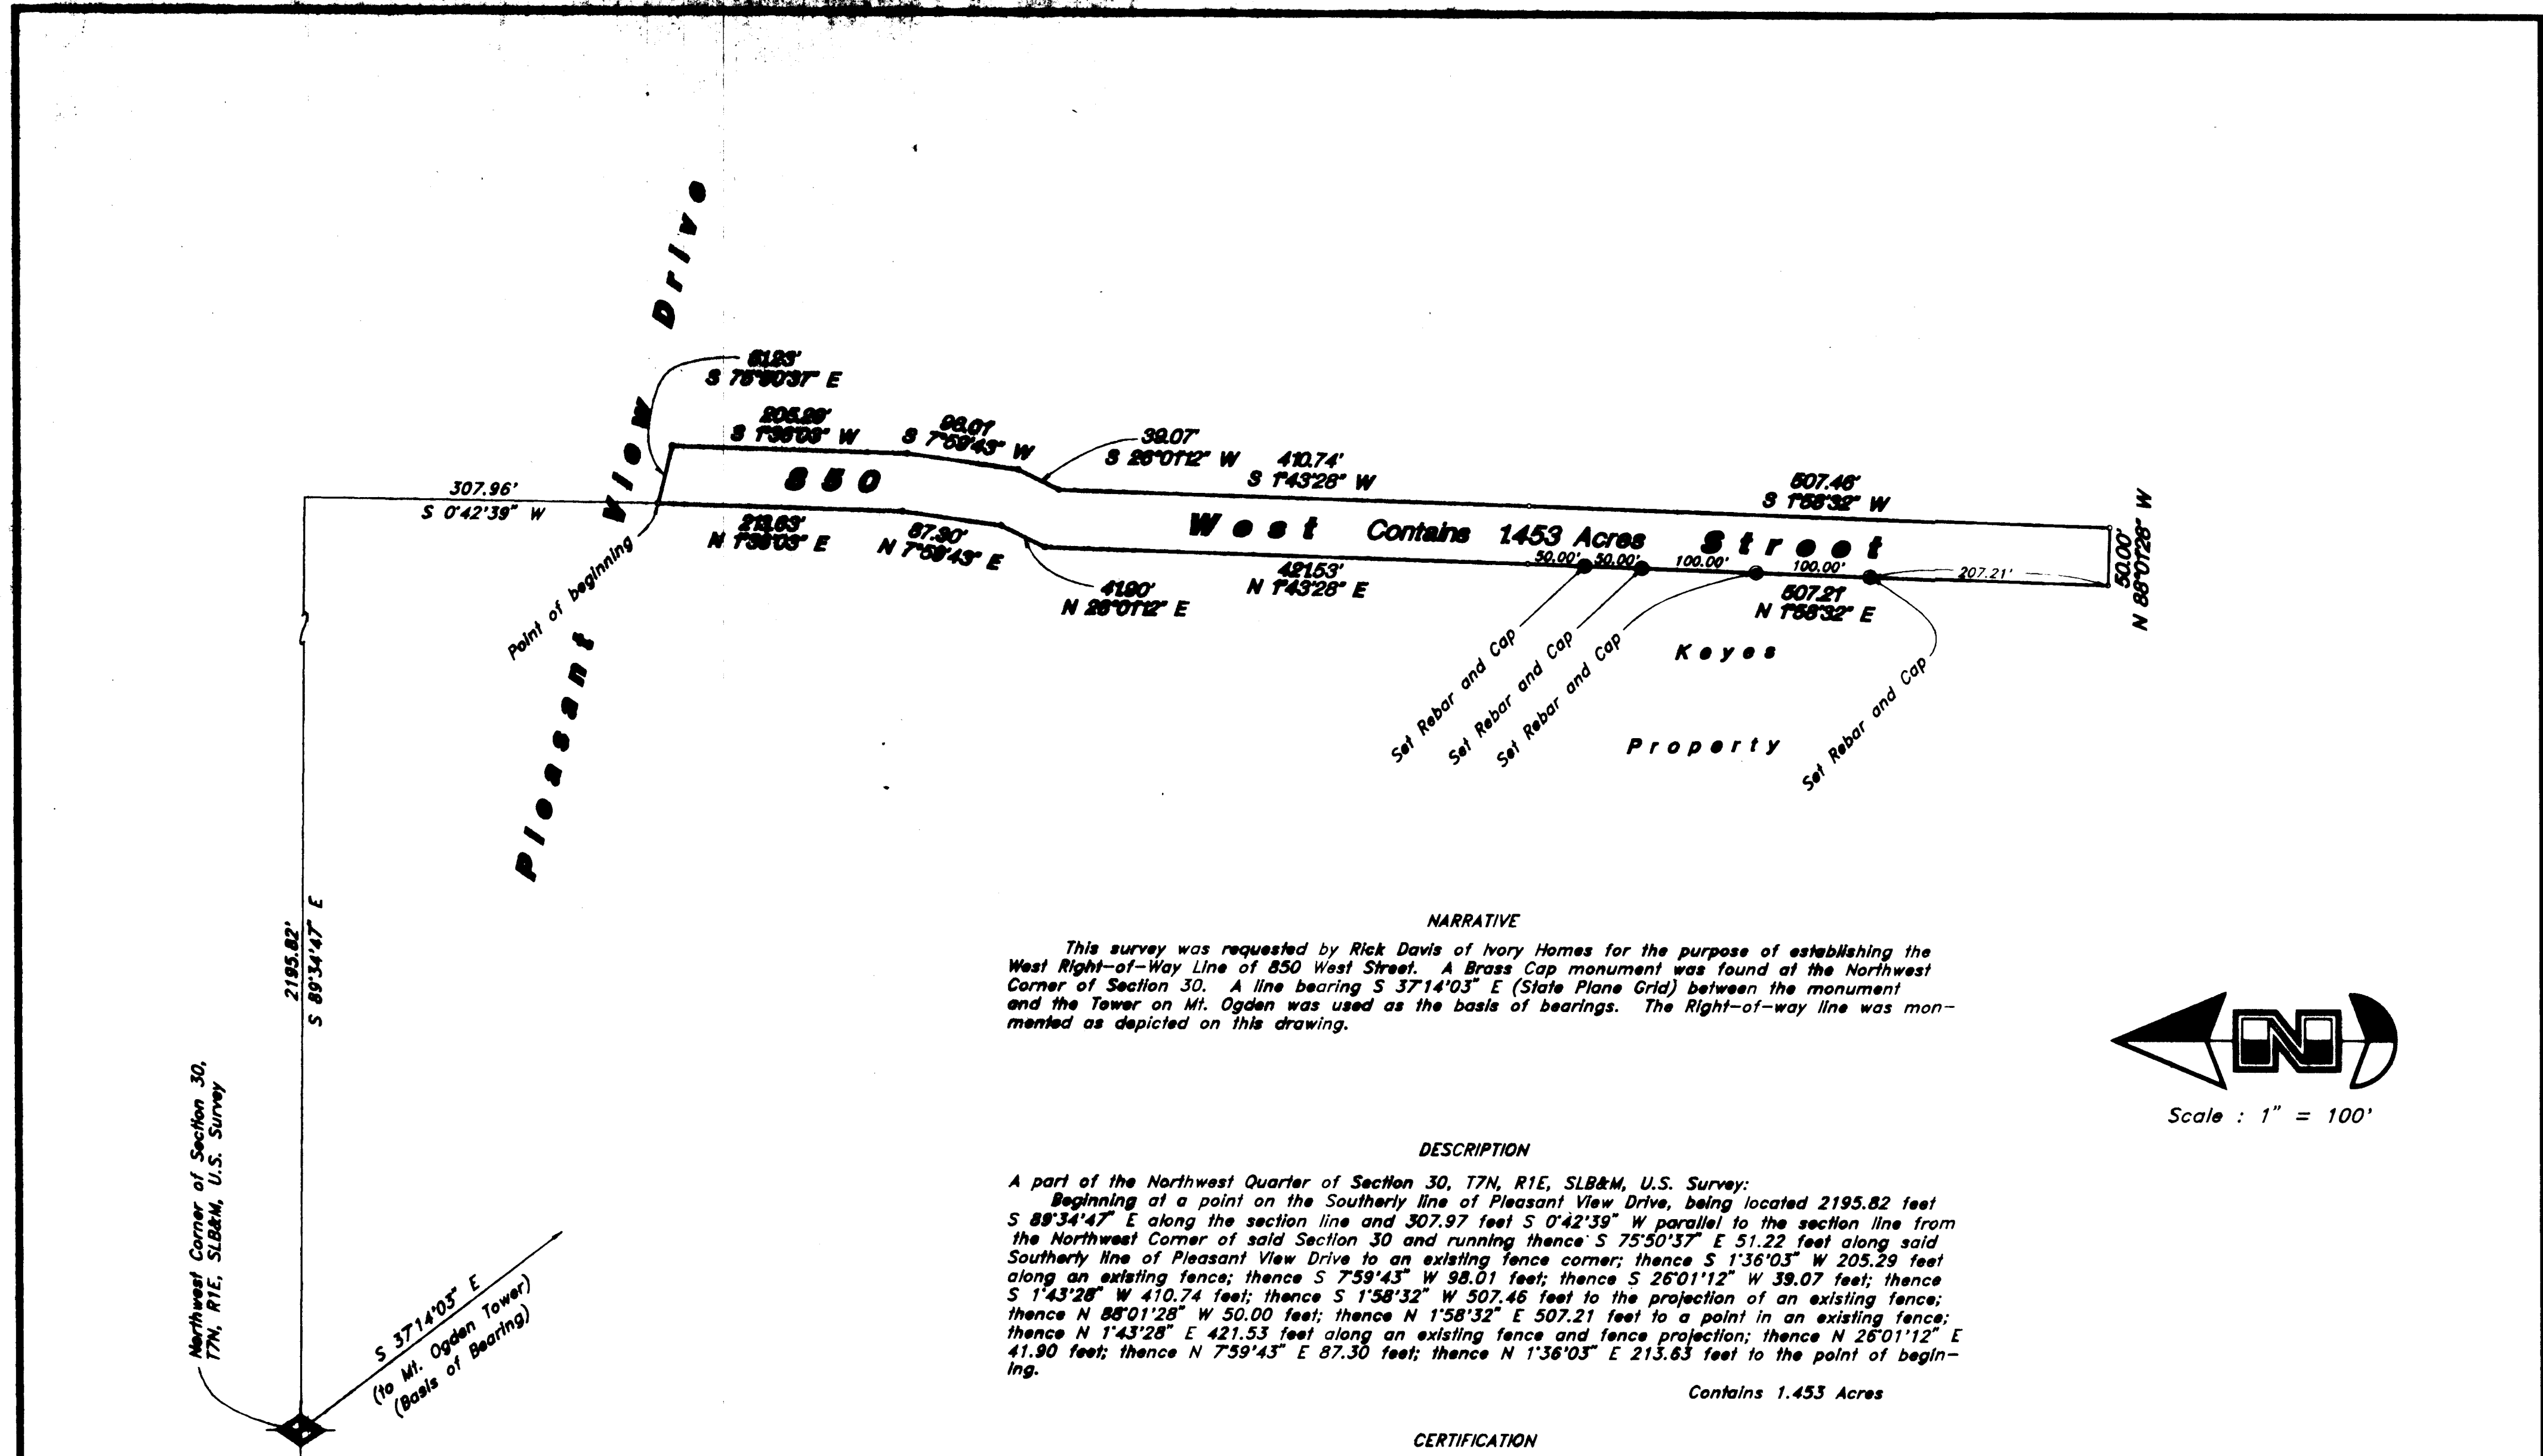 Pleasant View Drive
61.23'
S 75°50'37" E
205.29'
S 1°36'03" W
98.01'
S 7°59'43" W
39.07'
S 26°01'12" W
410.74'
S 1°43'28" W
507.46'
S 1°58'32" W
307.96'
S 0°42'39" W
850 West Street
Contains 1.453 Acres
50.00'
N 88°01'28" W
Point of beginning
213.63'
N 1°36'03" E
87.30'
N 7°59'43" E
41.90'
N 26°01'12" E
421.53'
N 1°43'28" E
50.00'
50.00'
100.00'
100.00'
207.21'
507.21'
N 1°58'32" E
Set Rebar and Cap
Set Rebar and Cap
Set Rebar and Cap
Set Rebar and Cap
Keyes
Property
2195.82'
S 89°34'47" E
Northwest Corner of Section 30,
T7N, R1E, SLB&M, U.S. Survey
S 37°14'03" E
(to Mt. Ogden Tower)
(Basis of Bearing)
NARRATIVE
This survey was requested by Rick Davis of Ivory Homes for the purpose of establishing the
West Right-of-Way Line of 850 West Street. A Brass Cap monument was found at the Northwest
Corner of Section 30. A line bearing S 37°14'03" E (State Plane Grid) between the monument
and the Tower on Mt. Ogden was used as the basis of bearings. The Right-of-way line was mon-
mented as depicted on this drawing.
N
Scale : 1" = 100'
DESCRIPTION
A part of the Northwest Quarter of Section 30, T7N, R1E, SLB&M, U.S. Survey:
Beginning at a point on the Southerly line of Pleasant View Drive, being located 2195.82 feet
S 89°34'47" E along the section line and 307.97 feet S 0°42'39" W parallel to the section line from
the Northwest Corner of said Section 30 and running thence S 75°50'37" E 51.22 feet along said
Southerly line of Pleasant View Drive to an existing fence corner; thence S 1°36'03" W 205.29 feet
along an existing fence; thence S 7°59'43" W 98.01 feet; thence S 26°01'12" W 39.07 feet; thence
S 1°43'28" W 410.74 feet; thence S 1°58'32" W 507.46 feet to the projection of an existing fence;
thence N 88°01'28" W 50.00 feet; thence N 1°58'32" E 507.21 feet to a point in an existing fence;
thence N 1°43'28" E 421.53 feet along an existing fence and fence projection; thence N 26°01'12" E
41.90 feet; thence N 7°59'43" E 87.30 feet; thence N 1°36'03" E 213.63 feet to the point of begin-
ing.
Contains 1.453 Acres
CERTIFICATION